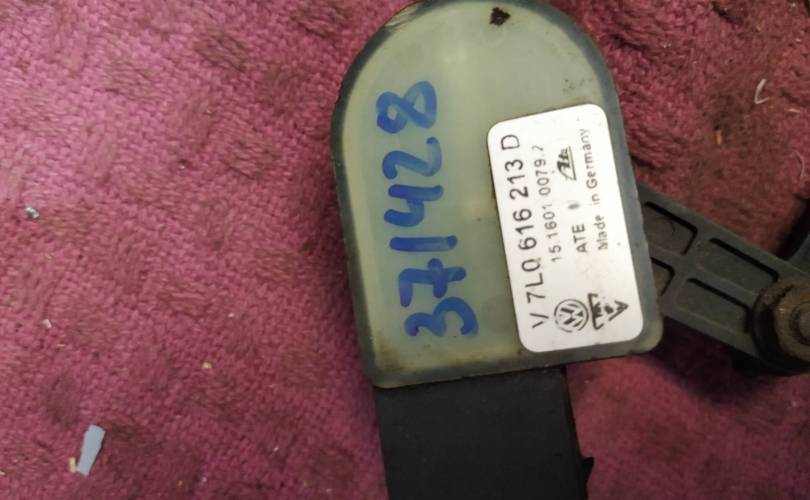 371428
V 7L0 616 213 D
15.1601 0079.2
ATE
Made in Germany